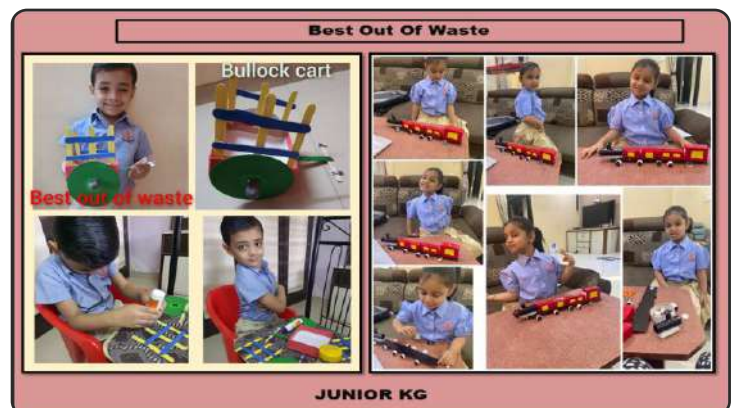 Best Out Of Waste
Bullock cart
Best out of waste
JUNIOR KG